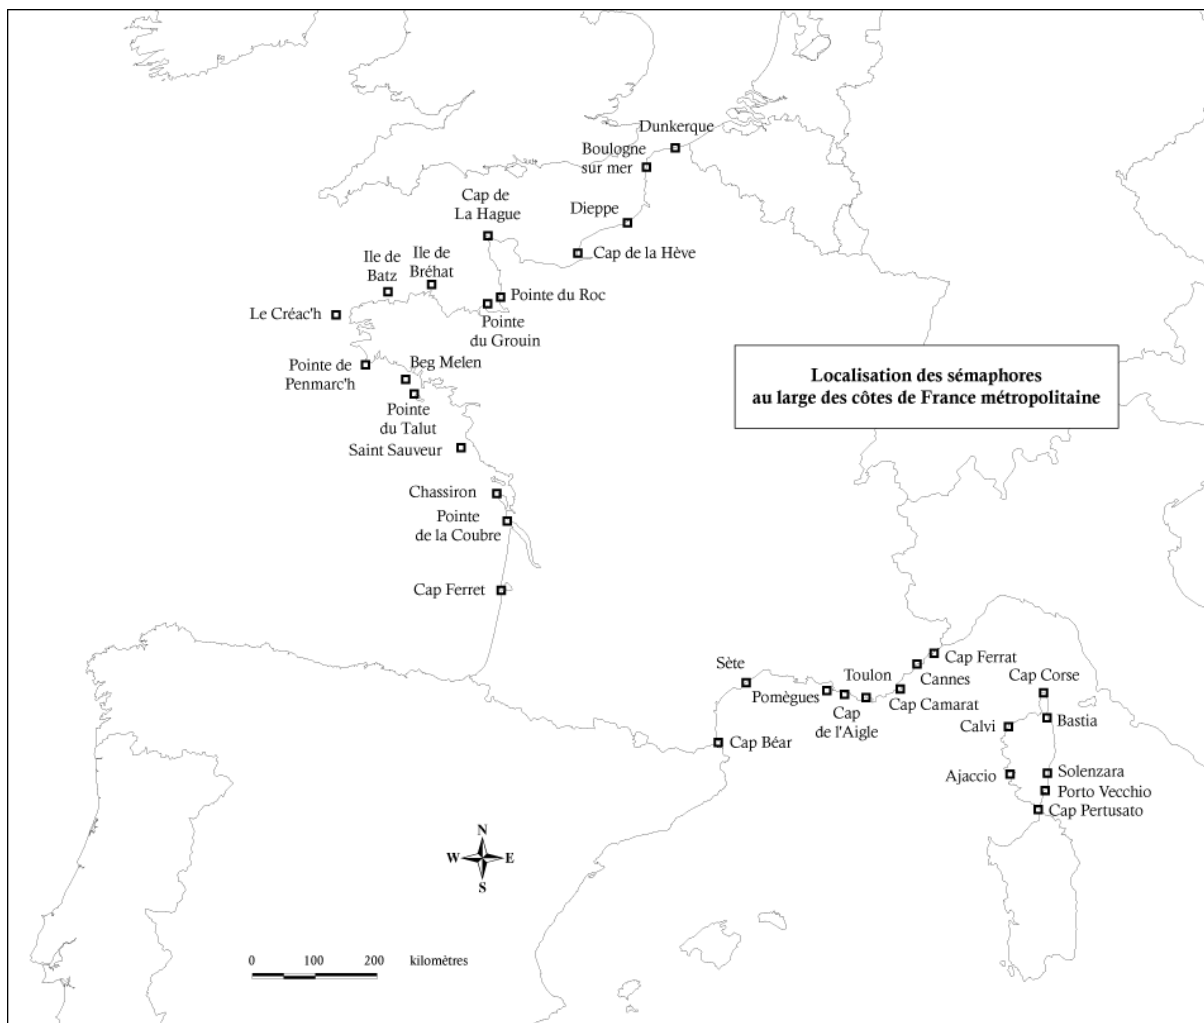 Dunkerque
Boulogne
sur mer
Cap de
La Hague
Dieppe
Cap de la Hève
Ile de
Batz
Ile de
Bréhat
Pointe du Roc
Le Créac'h
Pointe
du Grouin
Pointe de
Penmarc'h
Beg Melen
Localisation des sémaphores
au large des côtes de France métropolitaine
Pointe
du Talut
Saint Sauveur
Chassiron
Pointe
de la Coubre
Cap Ferret
Sète
Pomègues
Toulon
Cap Ferrat
Cannes
Cap Camarat
Cap
de l'Aigle
Cap Béar
Cap Corse
Calvi
Bastia
Ajaccio
Solenzara
Porto Vecchio
Cap Pertusato
N
W
E
S
0 100 200 kilomètres